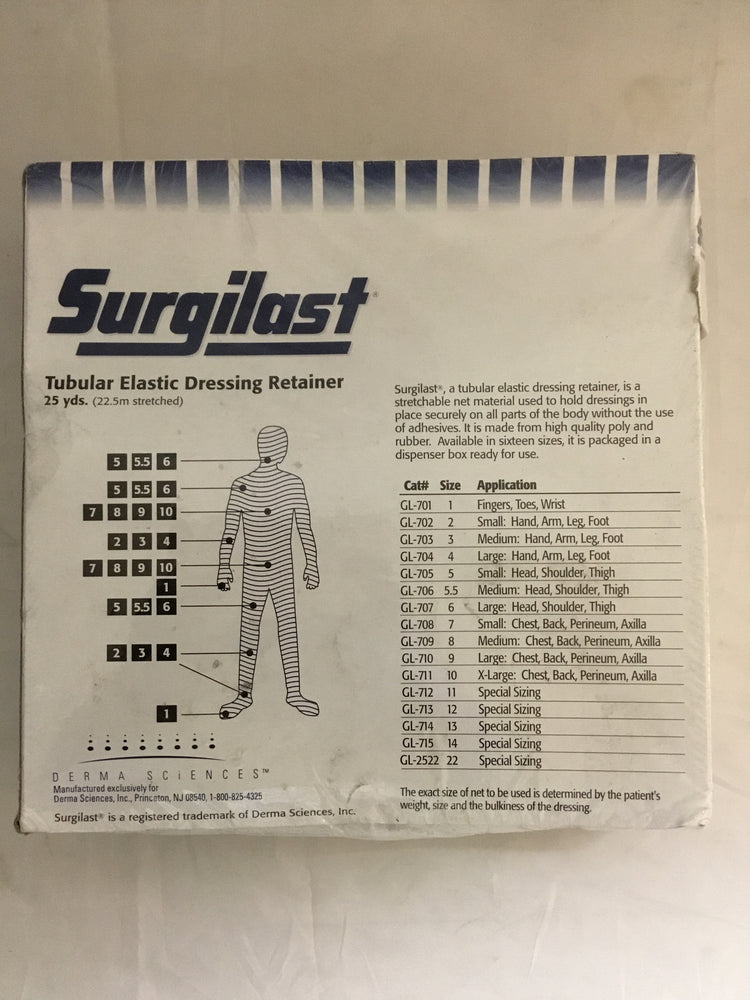 Surgilast®
Tubular Elastic Dressing Retainer
25 yds. (22.5m stretched)
5 5.5 6
5 5.5 6
7 8 9 10
2 3 4
7 8 9 10
1
5 5.5 6
2 3 4
1
DERMA SCiENCES™
Manufactured exclusively for
Derma Sciences, Inc., Princeton, NJ 08540, 1-800-825-4325
Surgilast® is a registered trademark of Derma Sciences, Inc.
Surgilast®, a tubular elastic dressing retainer, is a
stretchable net material used to hold dressings in
place securely on all parts of the body without the use
of adhesives. It is made from high quality poly and
rubber. Available in sixteen sizes, it is packaged in a
dispenser box ready for use.
Cat# Size Application
GL-701 1 Fingers, Toes, Wrist
GL-702 2 Small: Hand, Arm, Leg, Foot
GL-703 3 Medium: Hand, Arm, Leg, Foot
GL-704 4 Large: Hand, Arm, Leg, Foot
GL-705 5 Small: Head, Shoulder, Thigh
GL-706 5.5 Medium: Head, Shoulder, Thigh
GL-707 6 Large: Head, Shoulder, Thigh
GL-708 7 Small: Chest, Back, Perineum, Axilla
GL-709 8 Medium: Chest, Back, Perineum, Axilla
GL-710 9 Large: Chest, Back, Perineum, Axilla
GL-711 10 X-Large: Chest, Back, Perineum, Axilla
GL-712 11 Special Sizing
GL-713 12 Special Sizing
GL-714 13 Special Sizing
GL-715 14 Special Sizing
GL-2522 22 Special Sizing
The exact size of net to be used is determined by the patient's
weight, size and the bulkiness of the dressing.